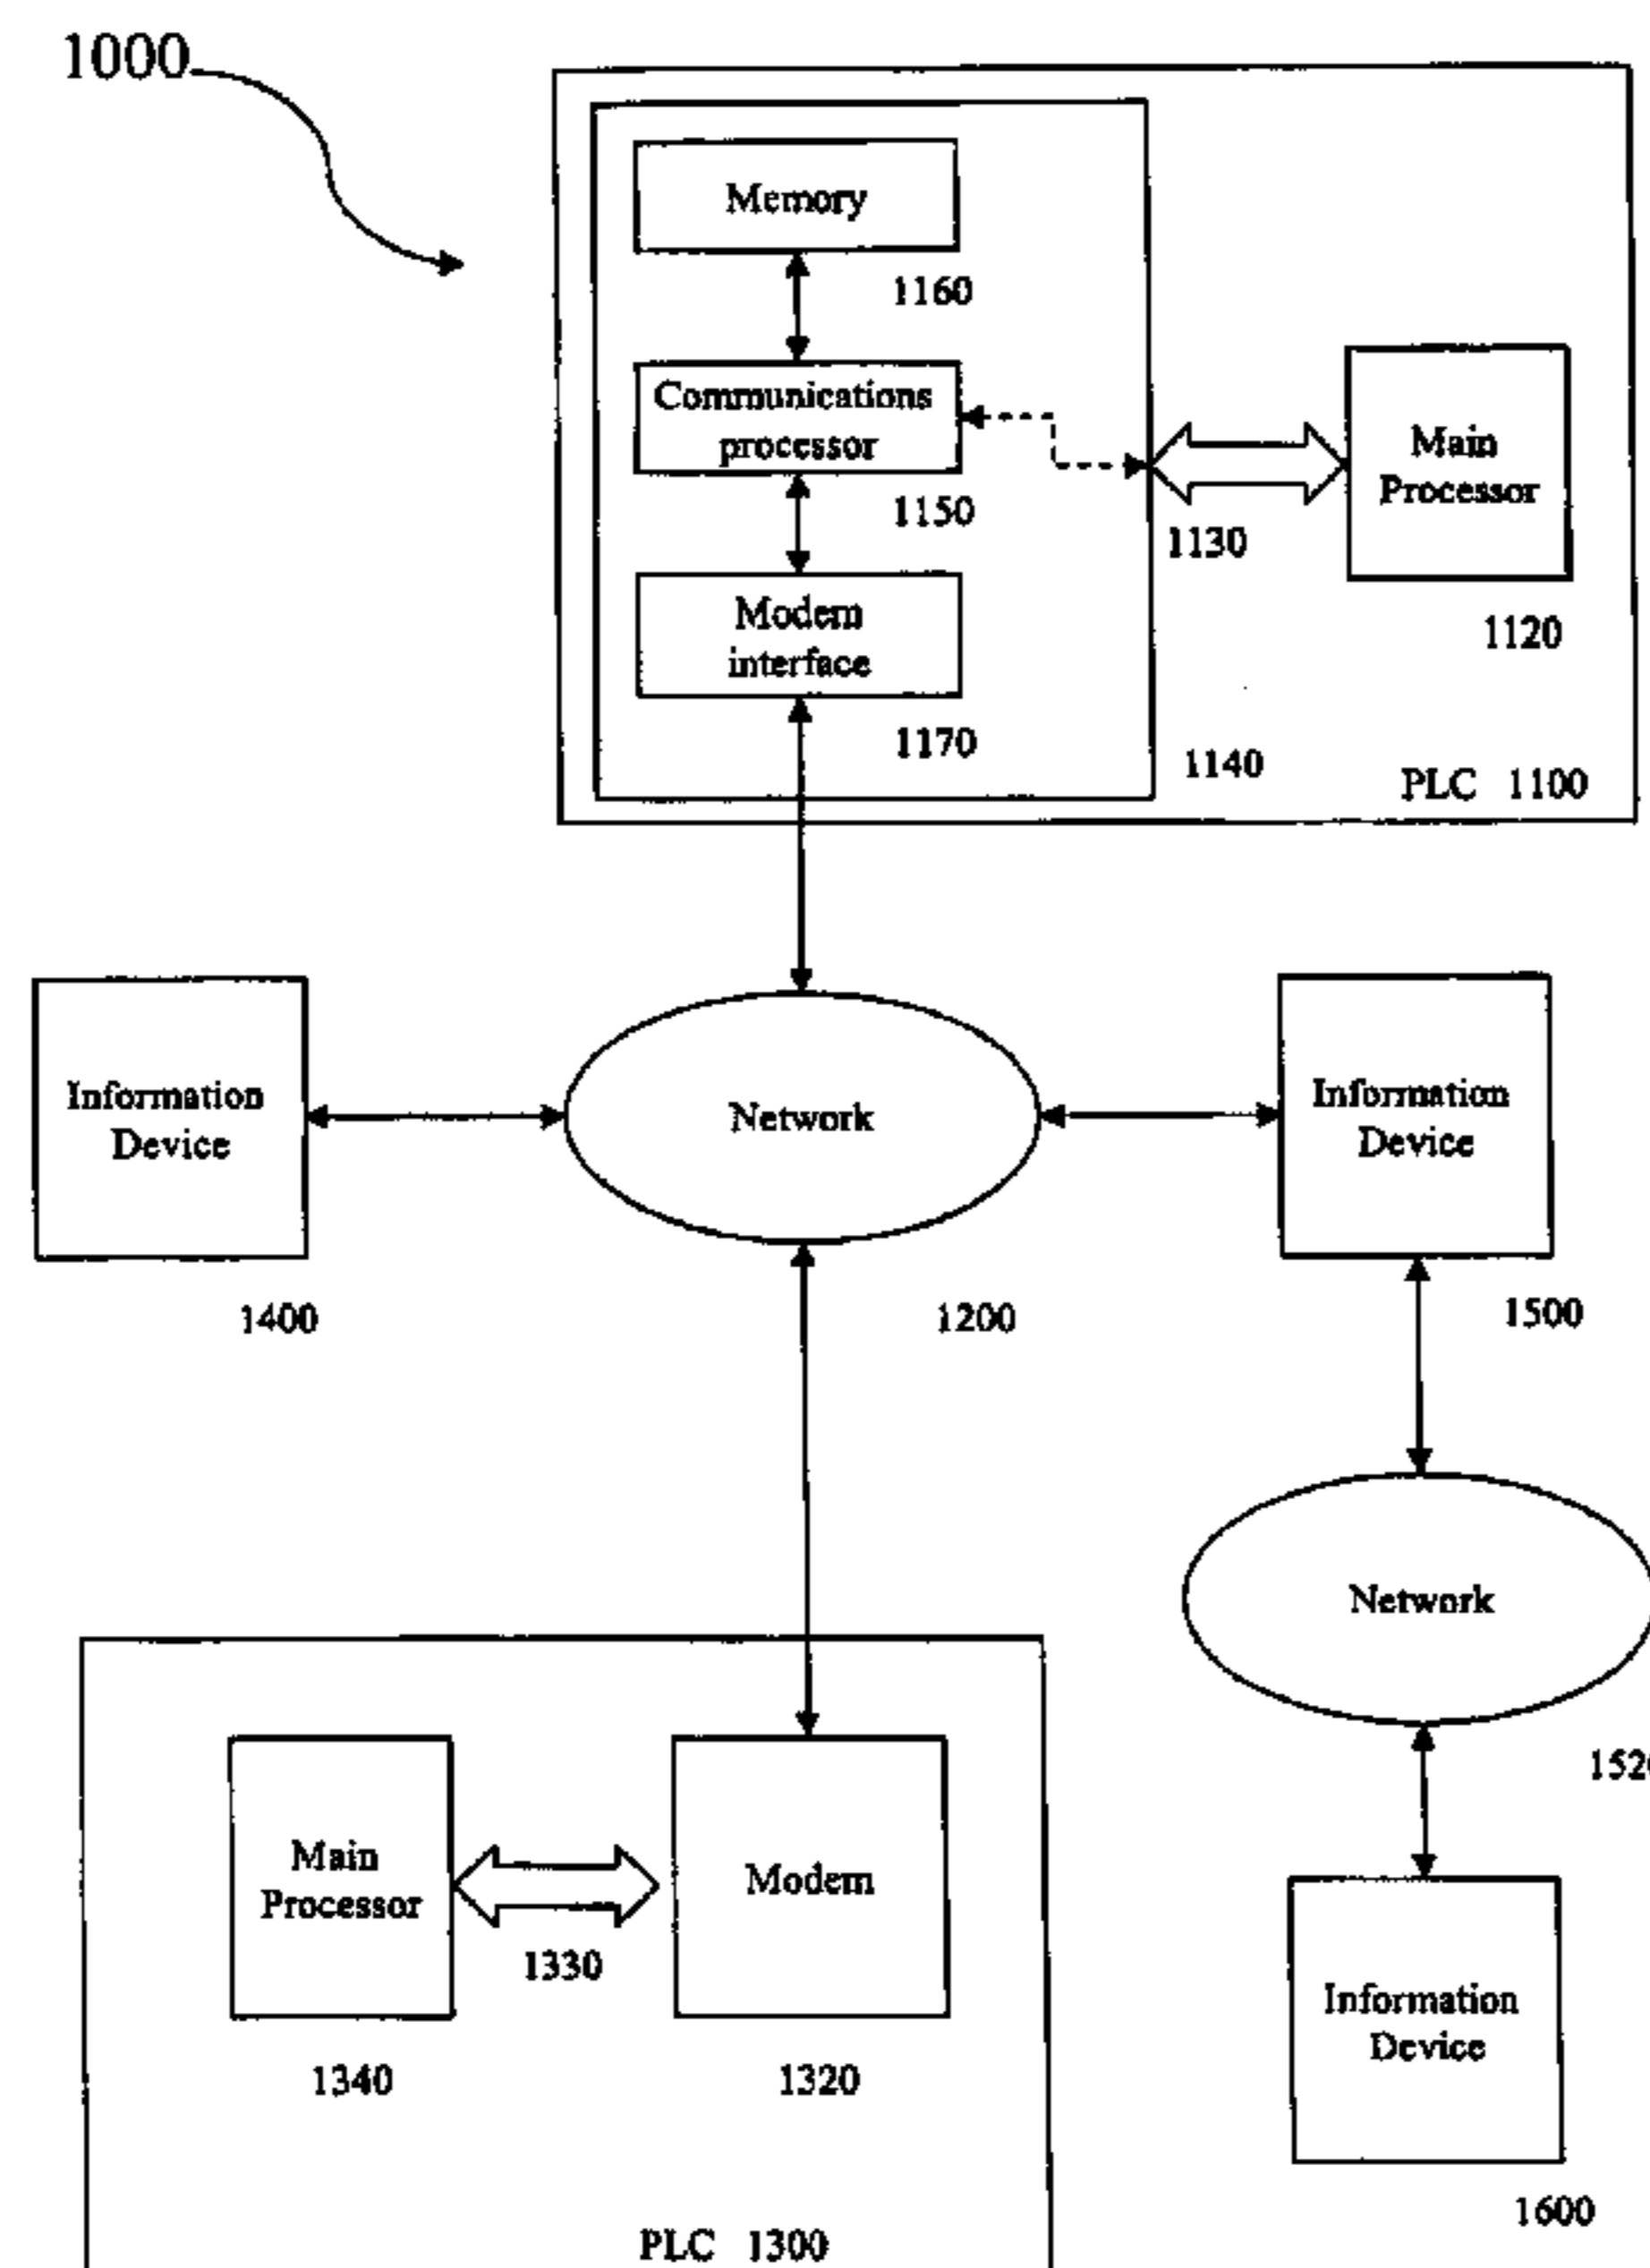 1000
Memory
1160
Communications
processor
1150
1130
Main
Processor
1120
Modem
interface
1170
1140
PLC 1100
Information
Device
1400
Network
1200
Information
Device
1500
Network
Main
Processor
1340
1330
Modem
1320
PLC 1300
Information
Device
1600